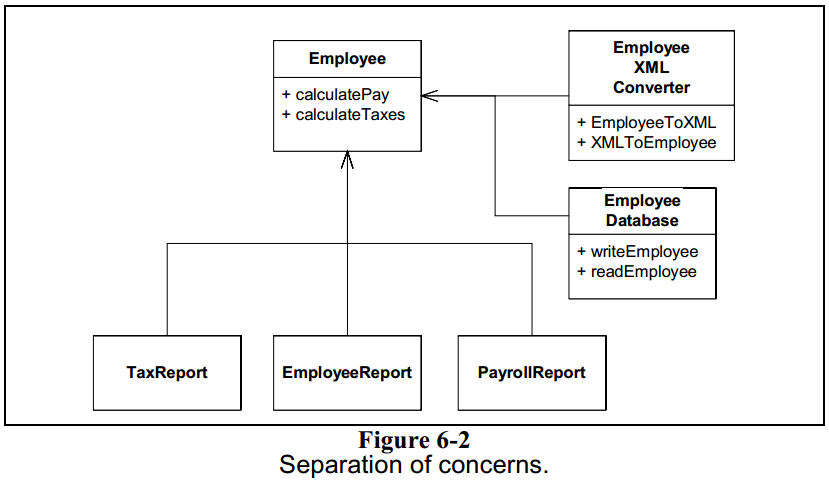 Employee
+ calculatePay
+ calculateTaxes
Employee
XML
Converter
+ EmployeeToXML
+ XMLToEmployee
Employee
Database
+ writeEmployee
+ readEmployee
TaxReport
EmployeeReport
PayrollReport
Figure 6-2
Separation of concerns.